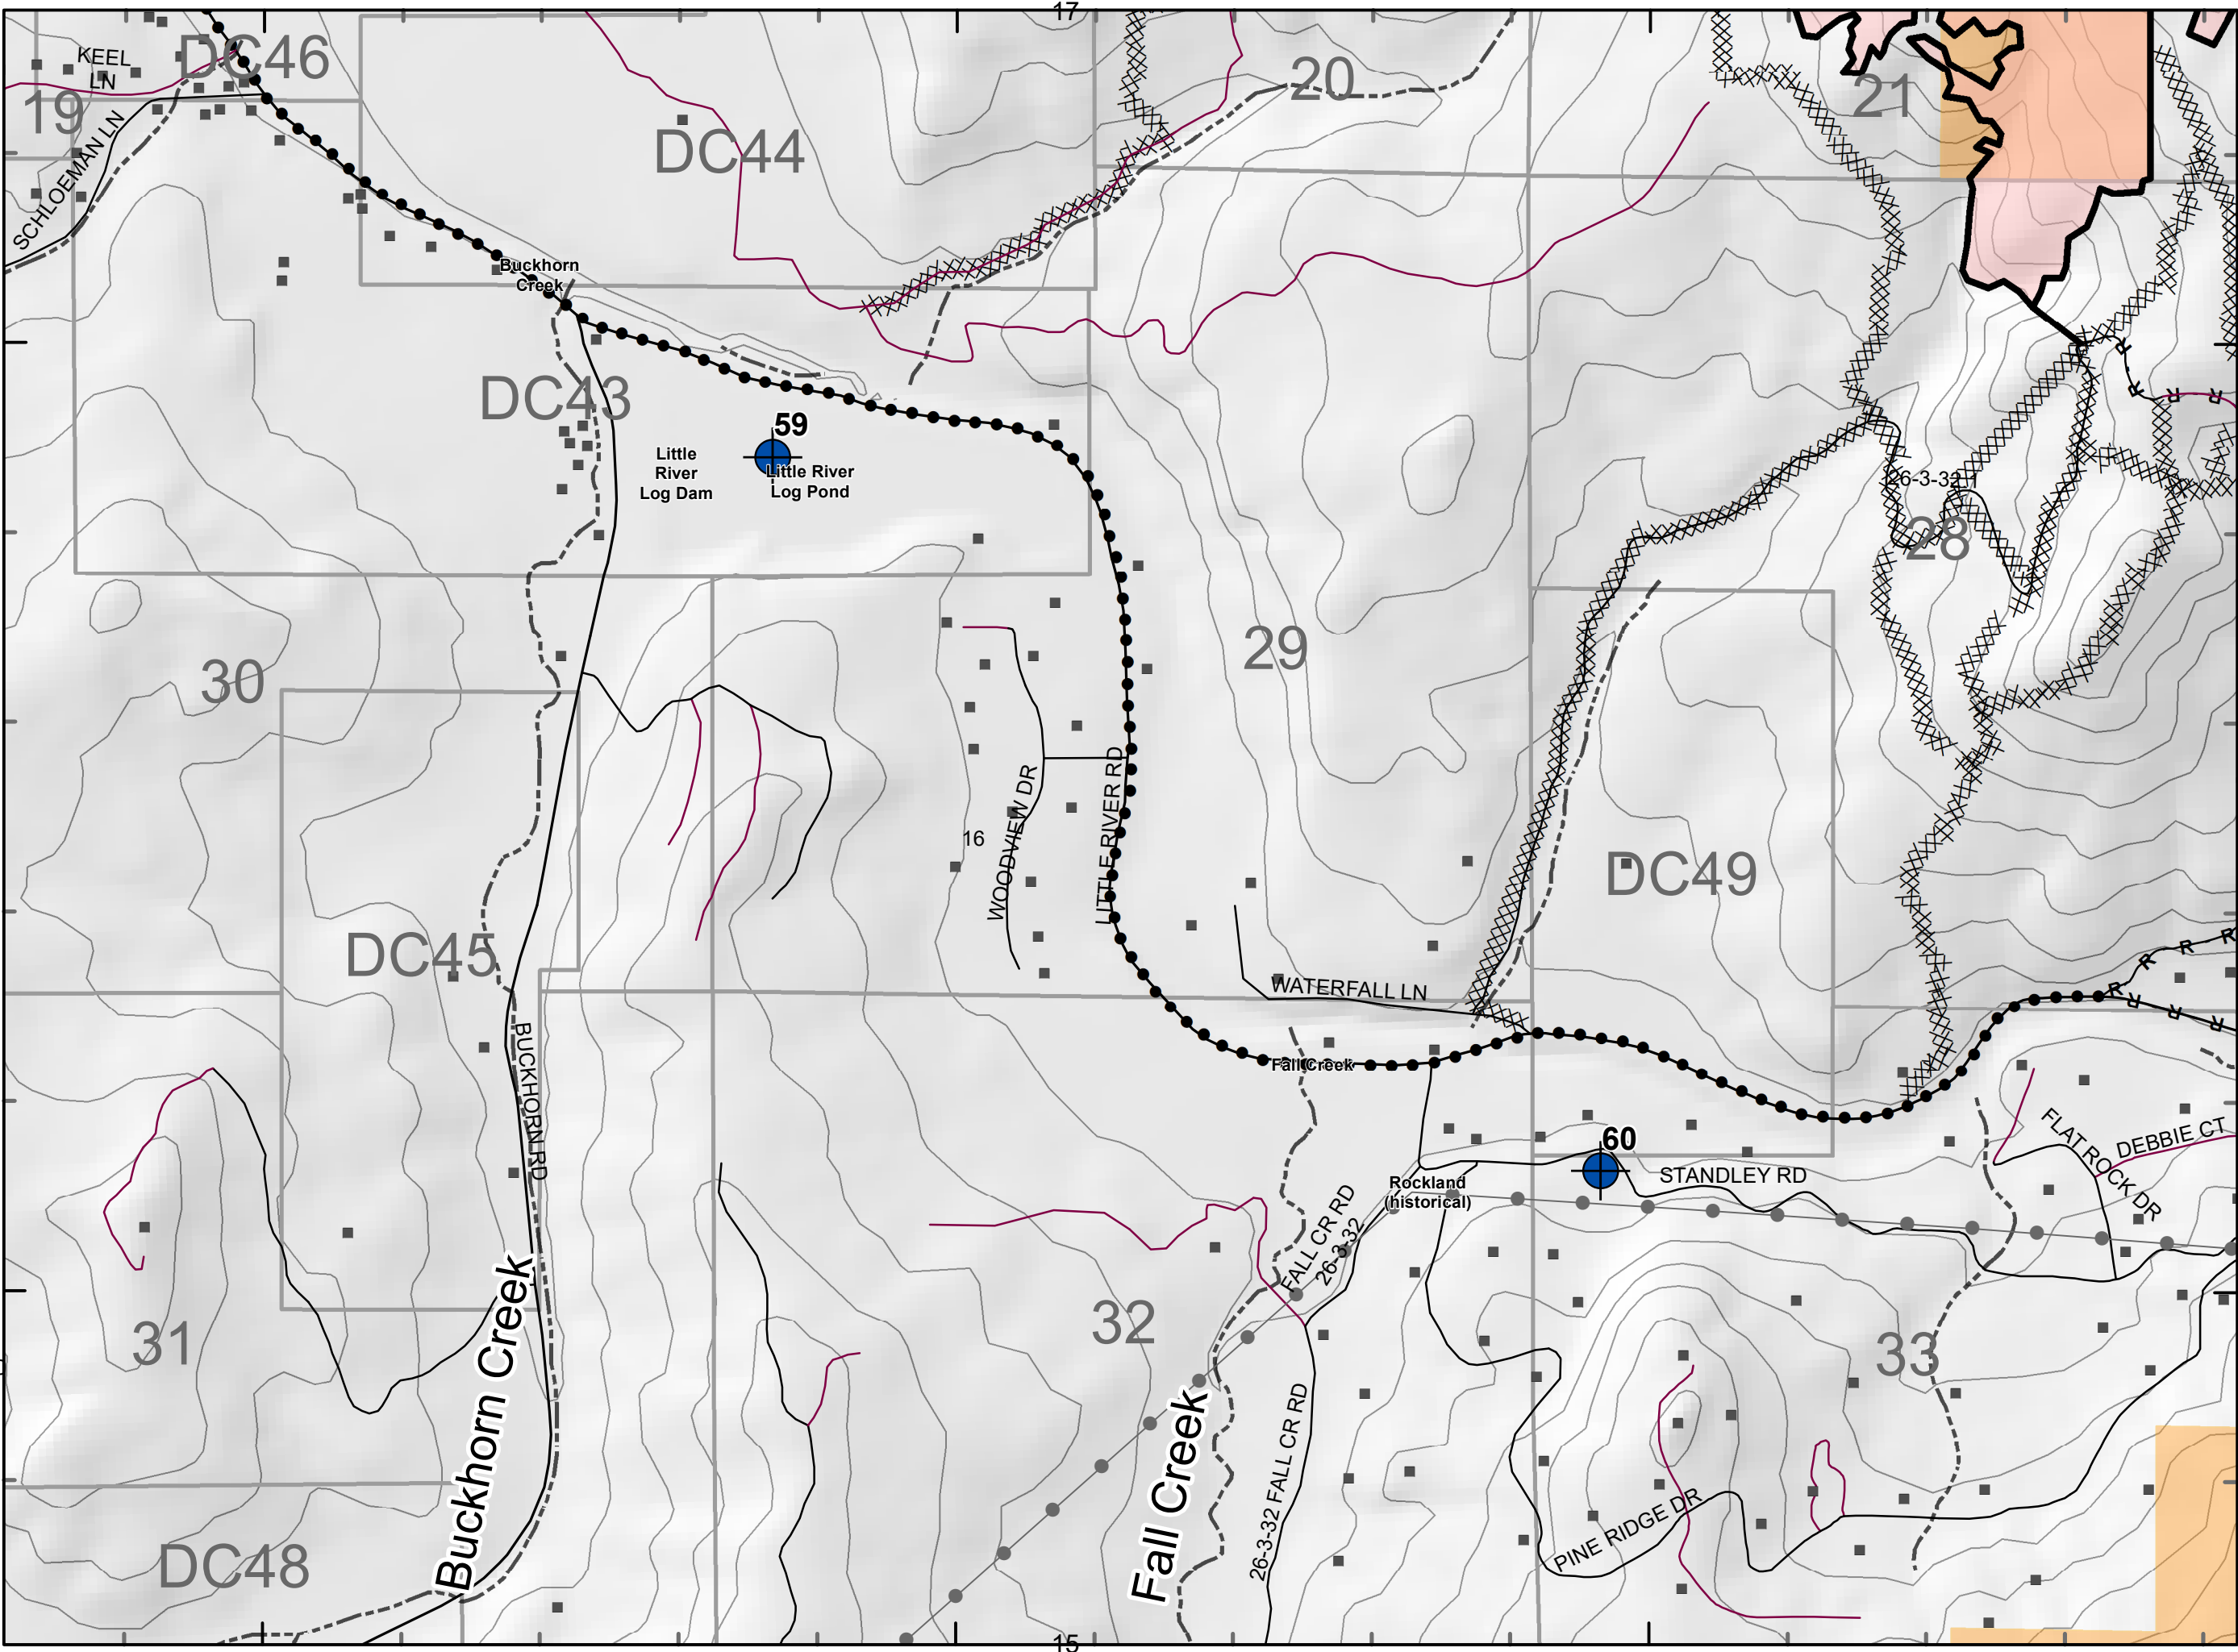 17
KEEL
LN
DC46
20
21
19
SCHLOEMAN LN
DC44
Buckhorn
Creek
R
R
R
R
DC43
59
Little
River
Log Dam
Little River
Log Pond
28
29
30
WOODVIEW DR
LITTLE RIVER RD
16
DC49
DC45
WATERFALL LN
R
R
R
R
R
R
R
Fall Creek
BUCKHORN RD
60
STANDLEY RD
FLAT ROCK DR
DEBBIE CT
Rockland
(historical)
FALL CR RD
26-3-32
31
32
33
Buckhorn Creek
Fall Creek
26-3-32 FALL CR RD
PINE RIDGE DR
DC48
15